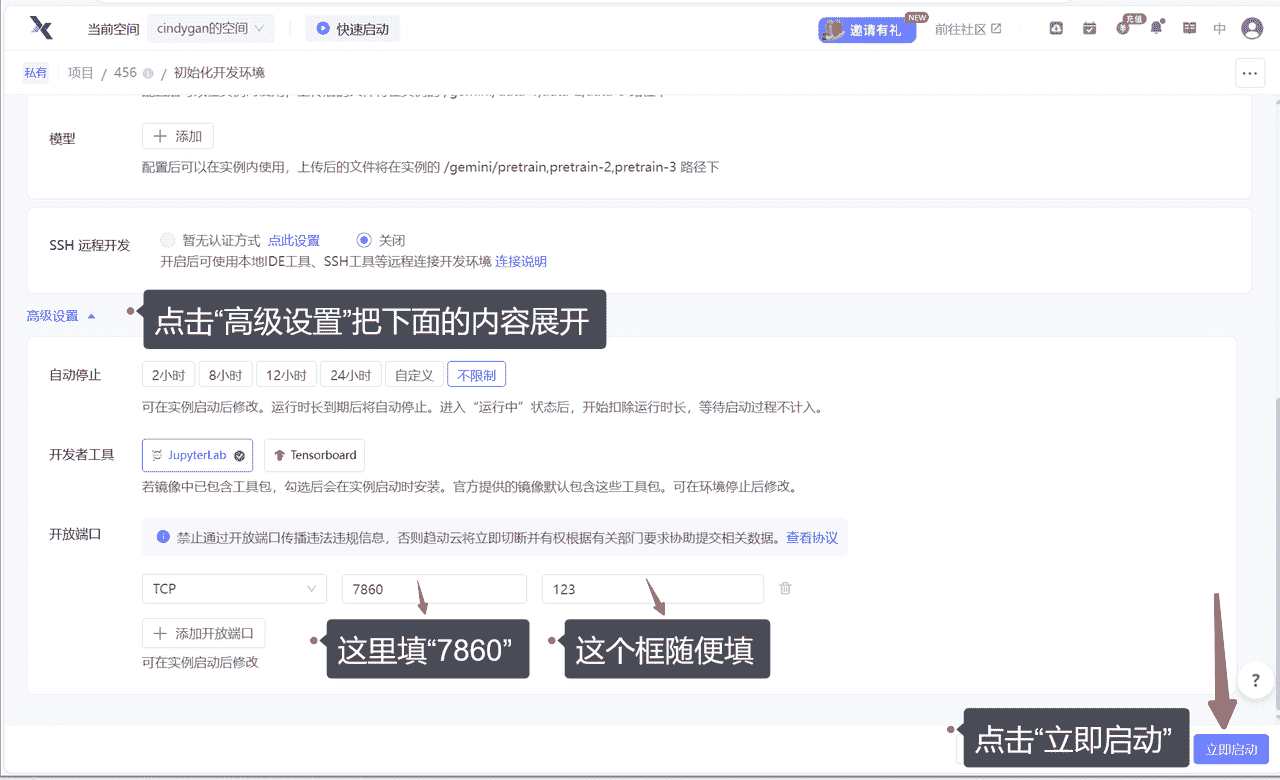 当前空间 cindyuan的空间 快速启动 邀请有礼 NEW 前往社区 充值 中
私有 项目 / 456 / 初始化开发环境 ...
模型 添加
配置后可以在实例内使用，上传后的文件将在实例的 /gemini/pretrain,pretrain-2,pretrain-3 路径下
SSH 远程开发 暂无认证方式 点此设置 关闭
开启后可使用本地IDE工具、SSH工具等远程连接开发环境 连接说明
高级设置
点击“高级设置”把下面的内容展开
自动停止 2小时 8小时 12小时 24小时 自定义 不限制
可在实例启动后修改。运行时长到期后将自动停止。进入“运行中”状态后，开始扣除运行时长，等待启动过程不计入。
开发者工具 JupyterLab Tensorboard
若镜像中已包含工具包，勾选后会在实例启动时安装。官方提供的镜像默认包含这些工具包。可在环境停止后修改。
开放端口 禁止通过开放端口传播违法违规信息，否则趋动云将立即切断并有权根据有关部门要求协助提交相关数据。查看协议
TCP 7860 123
添加开放端口
这里填“7860” 这个框随便填
可在实例启动后修改
?
点击“立即启动” 立即启动